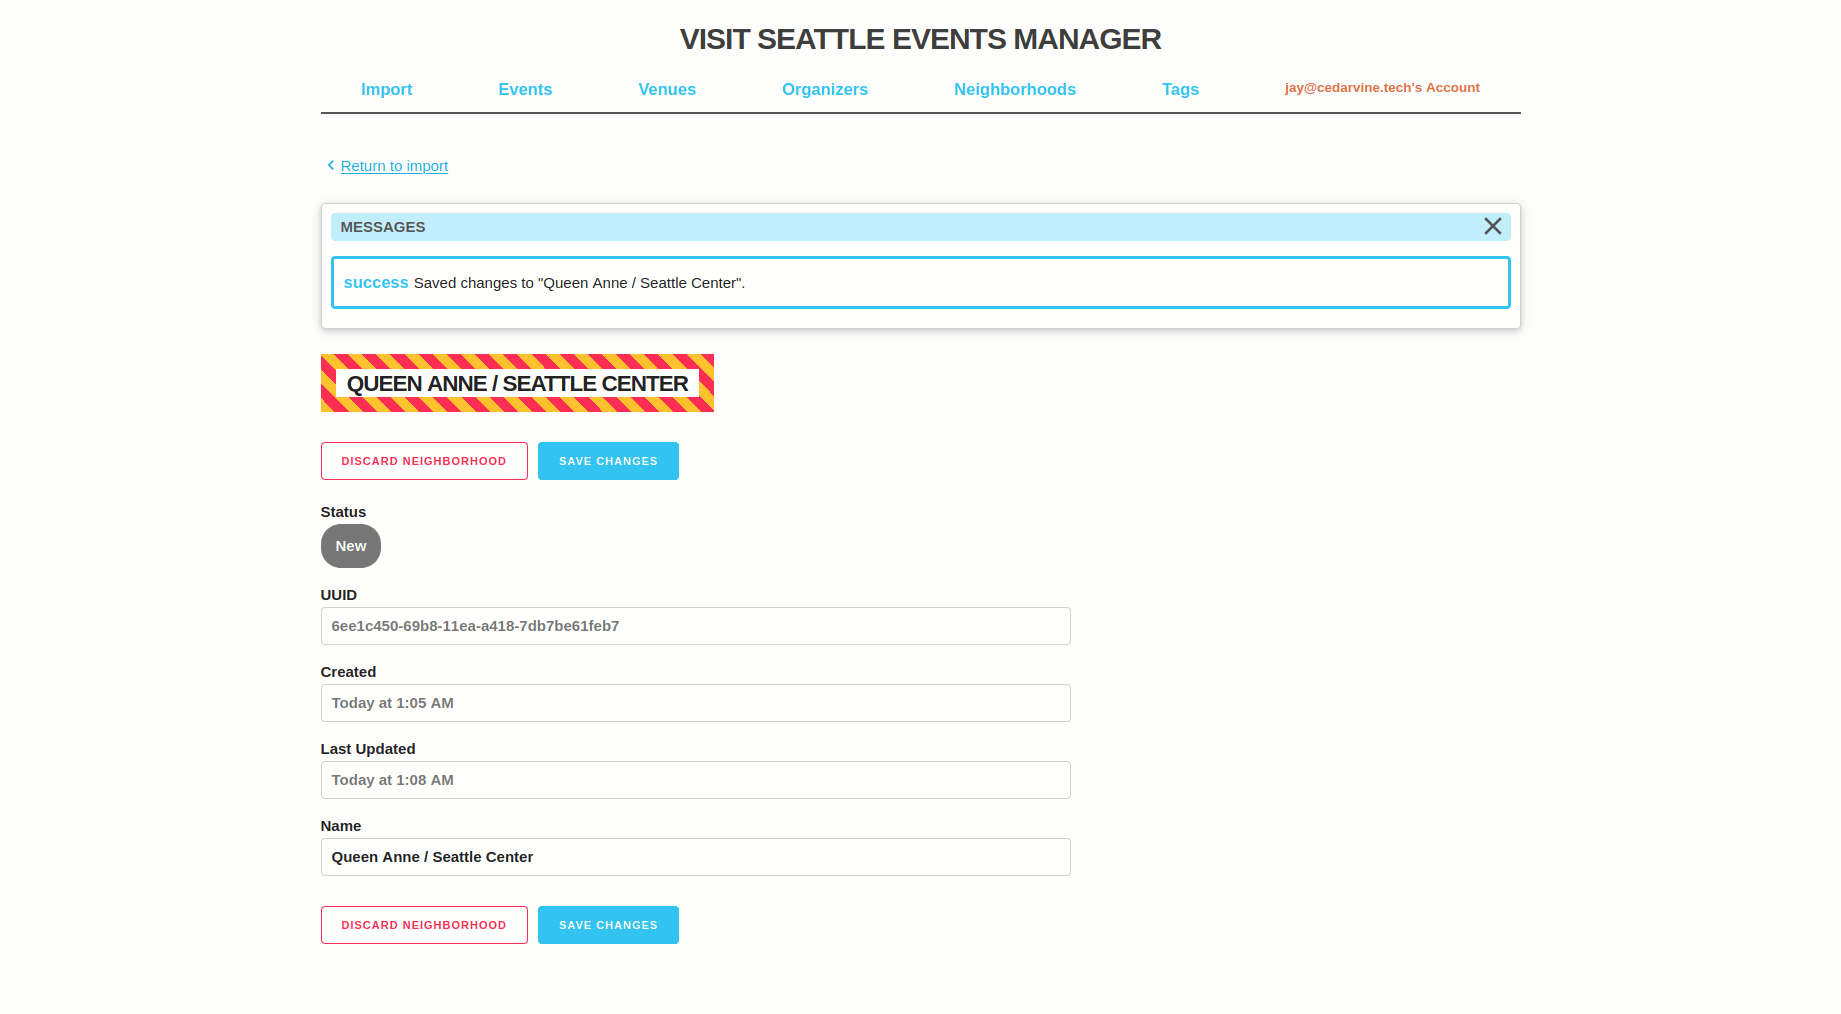 VISIT SEATTLE EVENTS MANAGER
Import Events Venues Organizers Neighborhoods Tags jay@cedarvine.tech's Account
Return to import
MESSAGES
success Saved changes to "Queen Anne / Seattle Center".
QUEEN ANNE / SEATTLE CENTER
DISCARD NEIGHBORHOOD SAVE CHANGES
Status
New
UUID
6ee1c450-69b8-11ea-a418-7db7be61feb7
Created
Today at 1:05 AM
Last Updated
Today at 1:08 AM
Name
Queen Anne / Seattle Center
DISCARD NEIGHBORHOOD SAVE CHANGES